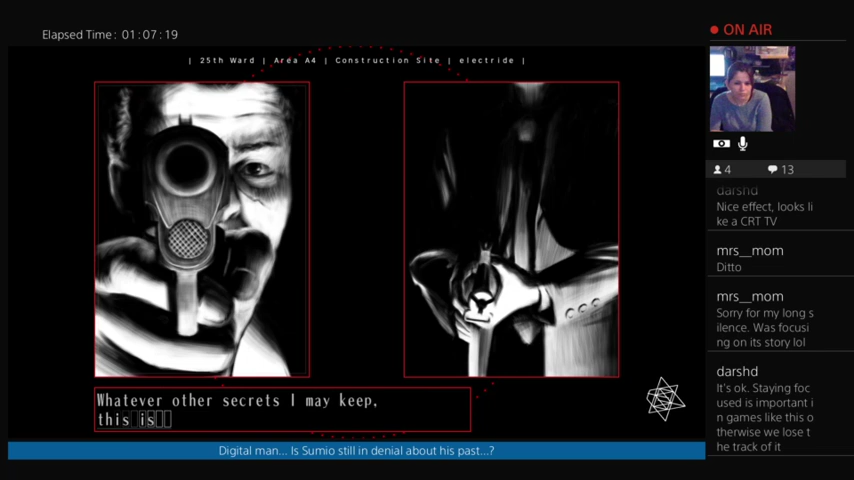 Elapsed Time: 01:07:19
ON AIR
| 25th Ward | Area A4 | Construction Site | electride |
4
13
darshd
Nice effect, looks li
ke a CRT TV
mrs__mom
Ditto
mrs__mom
Sorry for my long s
ilence. Was focusi
ng on its story lol
darshd
It's ok. Staying foc
used is important i
n games like this o
therwise we lose t
he track of it
Whatever other secrets I may keep,
this is
Digital man... Is Sumio still in denial about his past...?